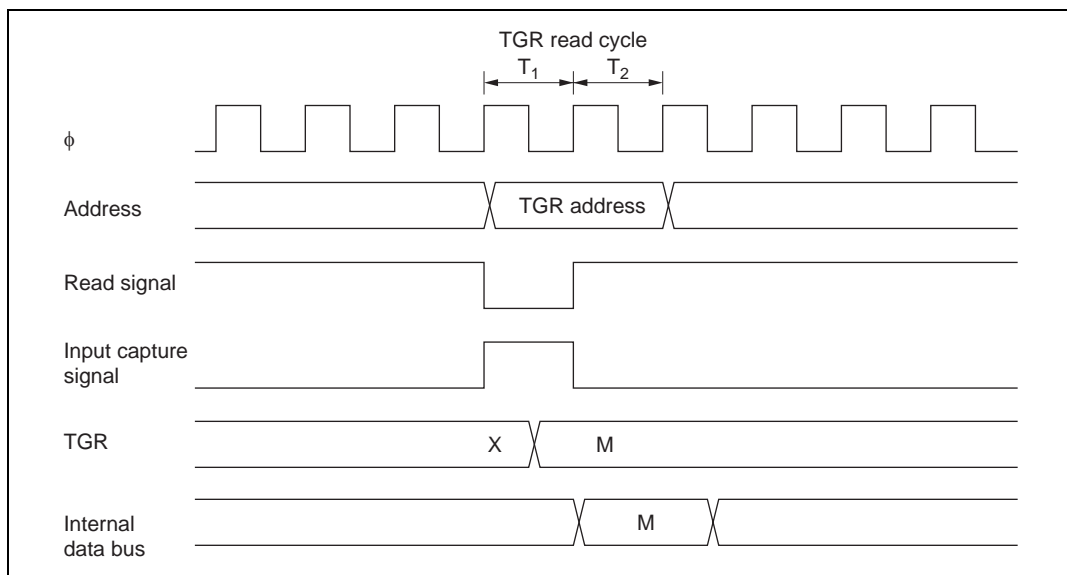 TGR read cycle
T1 T2
ϕ
Address
TGR address
Read signal
Input capture
signal
TGR
X
M
Internal
data bus
M